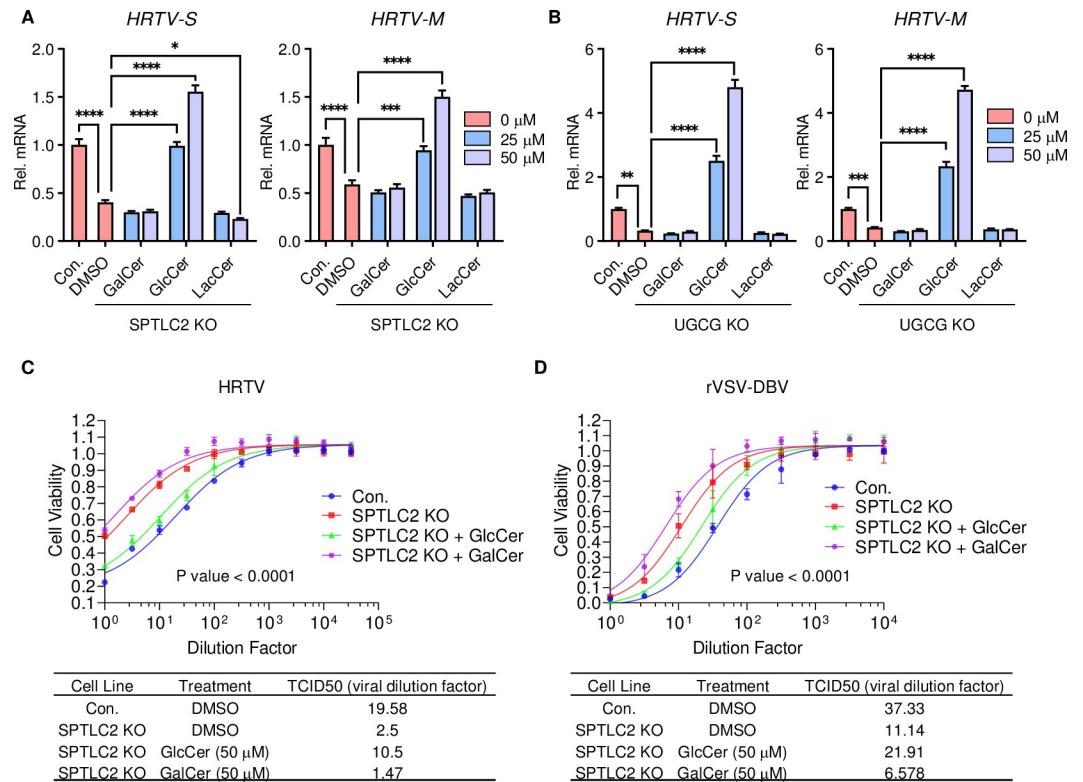 A
HRTV-S
HRTV-M
2.0
1.5
1.0
0.5
0.0
Rel. mRNA
****
****
****
*
Con.
DMSO
GalCer
GlcCer
LacCer
SPTLC2 KO
2.0
1.5
1.0
0.5
0.0
Rel. mRNA
****
***
****
0 μM
25 μM
50 μM
Con.
DMSO
GalCer
GlcCer
LacCer
SPTLC2 KO
B
HRTV-S
HRTV-M
6
4
2
0
Rel. mRNA
**
****
****
Con.
DMSO
GalCer
GlcCer
LacCer
UGCG KO
6
4
2
0
Rel. mRNA
***
****
****
0 μM
25 μM
50 μM
Con.
DMSO
GalCer
GlcCer
LacCer
UGCG KO
C
HRTV
1.2
1.1
1.0
0.9
0.8
0.7
0.6
0.5
0.4
0.3
0.2
0.1
Cell Viability
Con.
SPTLC2 KO
SPTLC2 KO + GlcCer
SPTLC2 KO + GalCer
P value < 0.0001
10⁰ 10¹ 10² 10³ 10⁴ 10⁵
Dilution Factor
Cell Line Treatment TCID50 (viral dilution factor)
Con. DMSO 19.58
SPTLC2 KO DMSO 2.5
SPTLC2 KO GlcCer (50 μM) 10.5
SPTLC2 KO GalCer (50 μM) 1.47
D
rVSV-DBV
1.2
1.1
1.0
0.9
0.8
0.7
0.6
0.5
0.4
0.3
0.2
0.1
0.0
Cell Viability
Con.
SPTLC2 KO
SPTLC2 KO + GlcCer
SPTLC2 KO + GalCer
P value < 0.0001
10⁰ 10¹ 10² 10³ 10⁴
Dilution Factor
Cell Line Treatment TCID50 (viral dilution factor)
Con. DMSO 37.33
SPTLC2 KO DMSO 11.14
SPTLC2 KO GlcCer (50 μM) 21.91
SPTLC2 KO GalCer (50 μM) 6.578